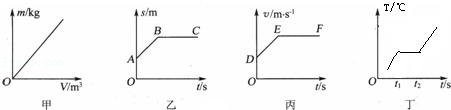 m/kg
O
V/m³
甲
s/m
A
B
C
O
t/s
乙
v/m·s⁻¹
D
E
F
O
t/s
丙
T/℃
O
t₁
t₂
t/s
丁